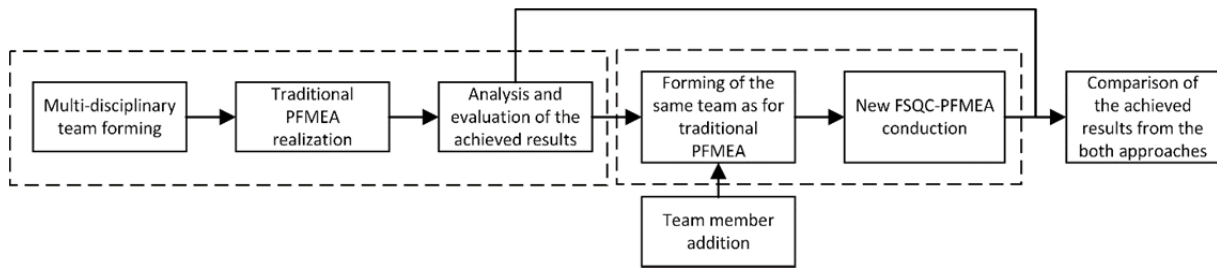 Multi-disciplinary
team forming
Traditional
PFMEA
realization
Analysis and
evaluation of the
achieved results
Forming of the
same team as for
traditional
PFMEA
New FSQC-PFMEA
conduction
Comparison of
the achieved
results from the
both approaches
Team member
addition